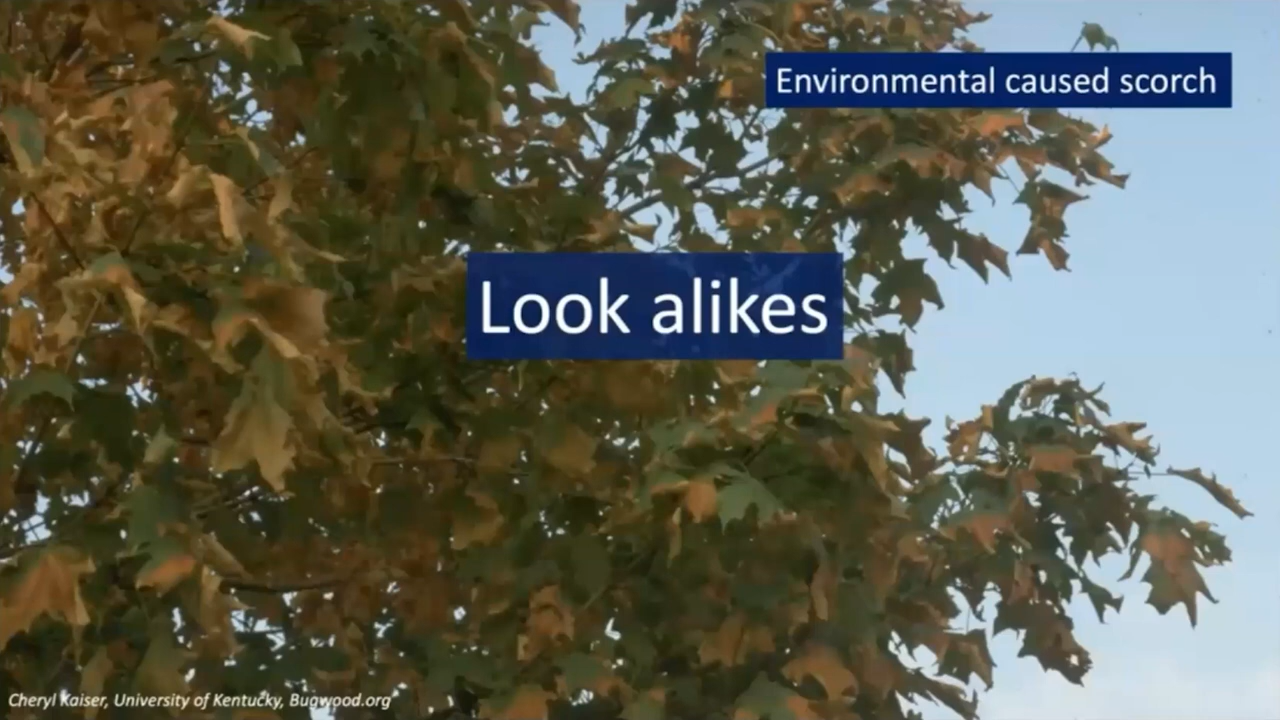 Environmental caused scorch
Look alikes
Cheryl Kaiser, University of Kentucky, Bugwood.org